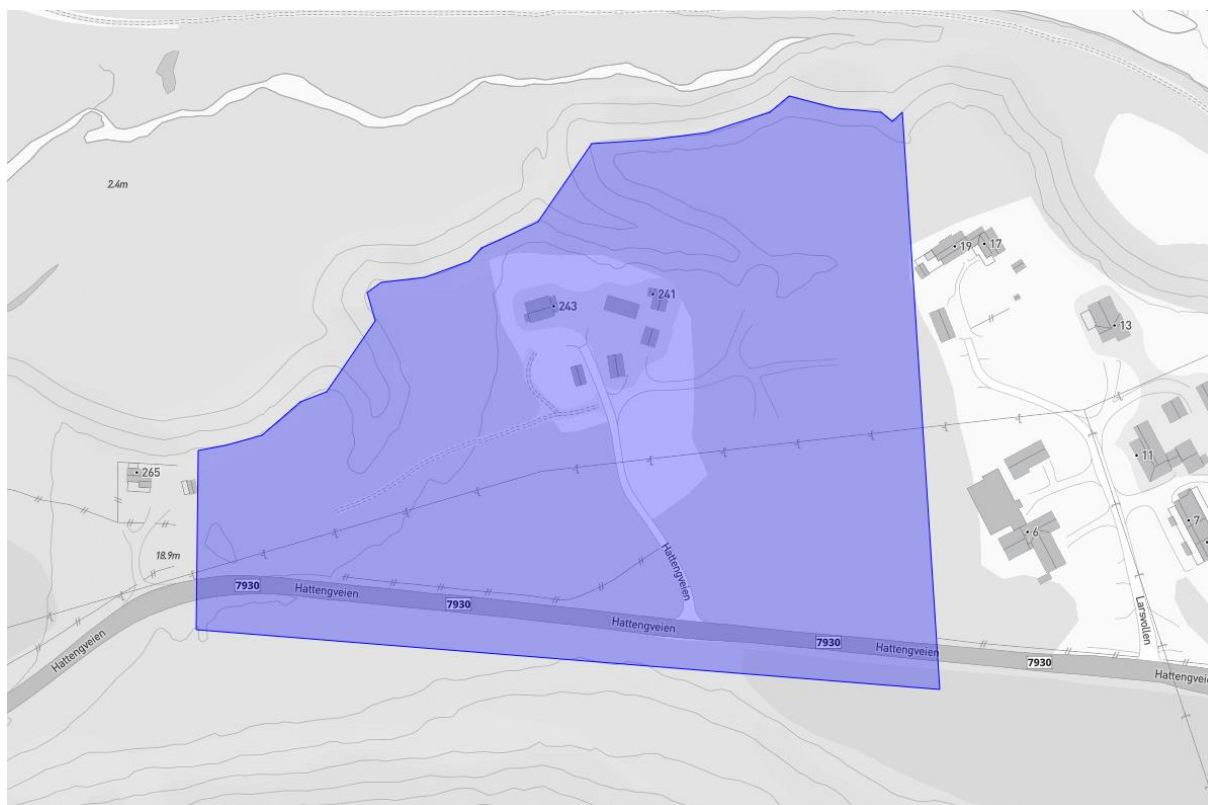 2.4m
19
17
243
241
13
265
11
7
6
18.9m
Hattengveien
7930
Hattengveien
7930
Hattengveien
Hattengveien
7930
Hattengveien
7930
Larsvollen
Hattengvei
Hattengveien